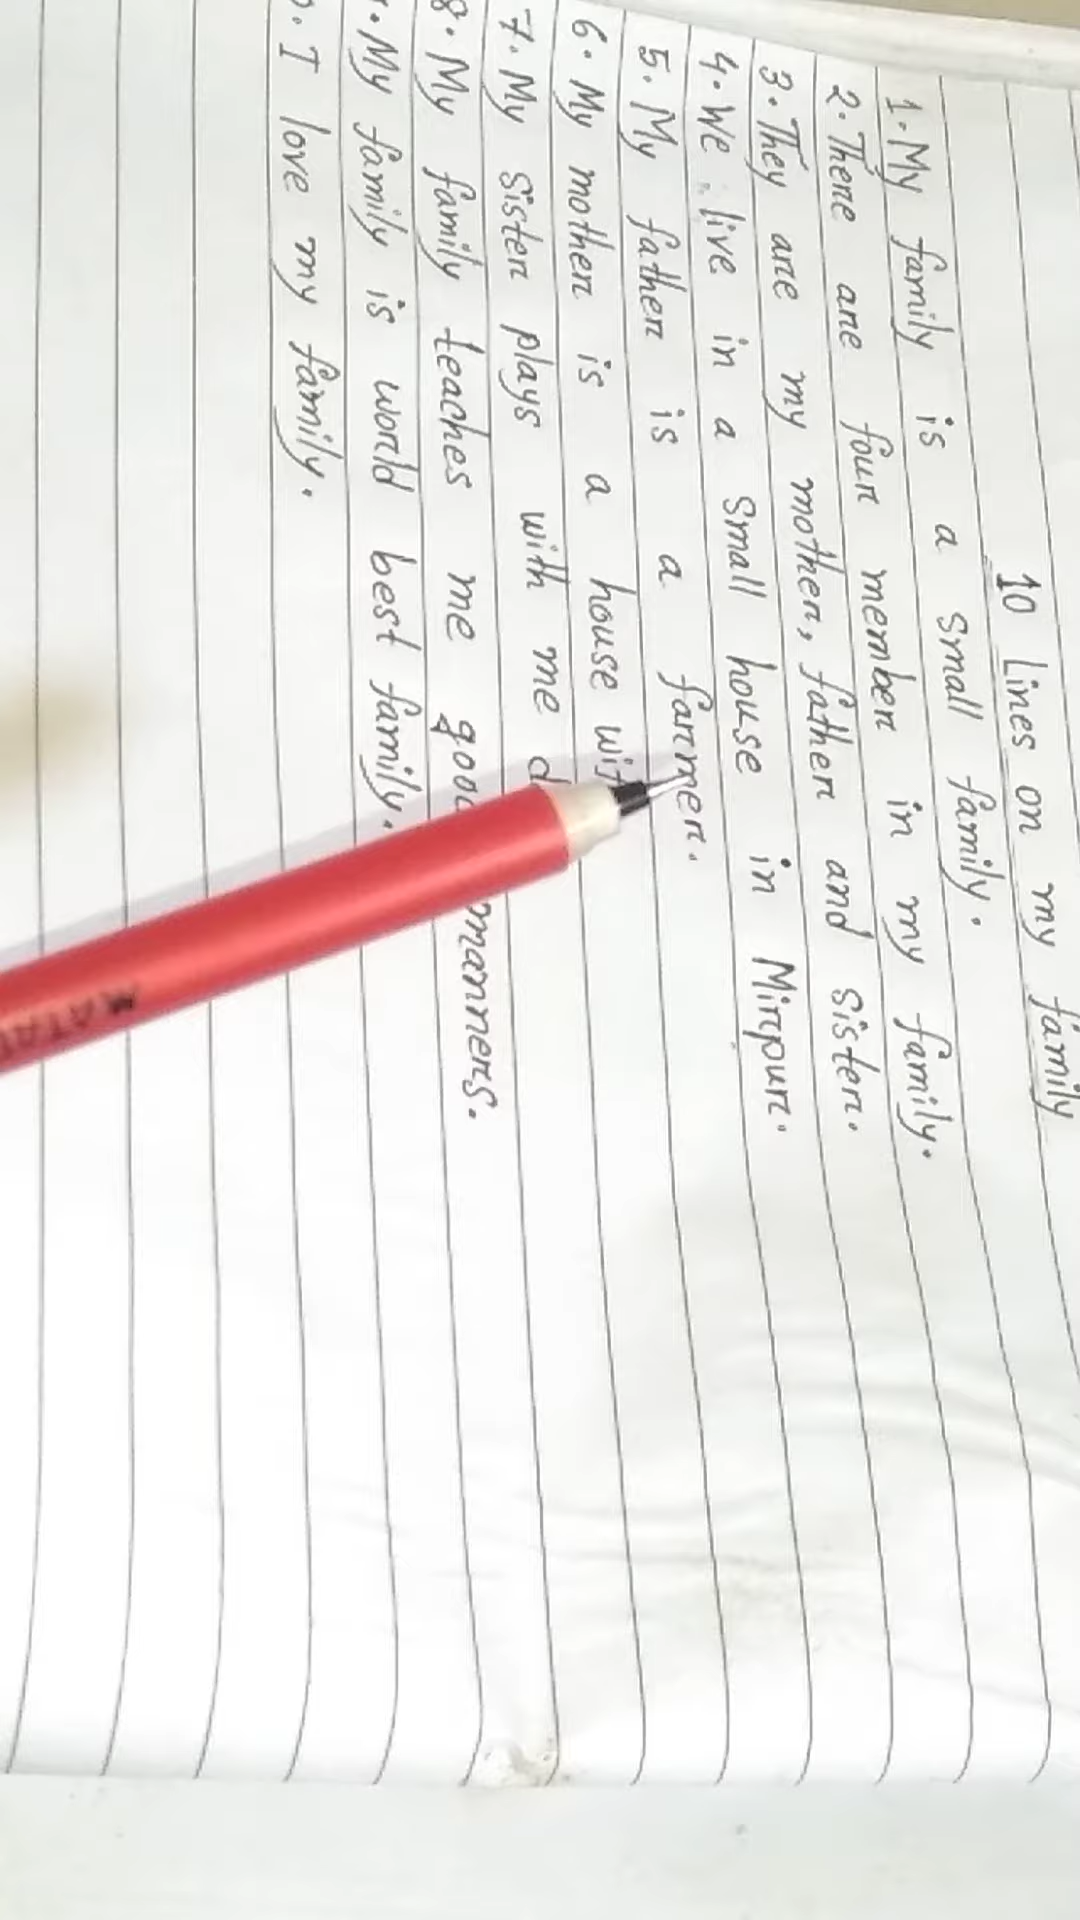 10 Lines on my family
1. My family is a small family.
2. There are four member in my family.
3. They are my mother, father and sister.
4. We live in a small house in Mirpur.
5. My father is a farmer.
6. My mother is a house
7. My sister plays with me
8. My family teaches me good manners.
. My family is world best family.
. I love my family.
MATA